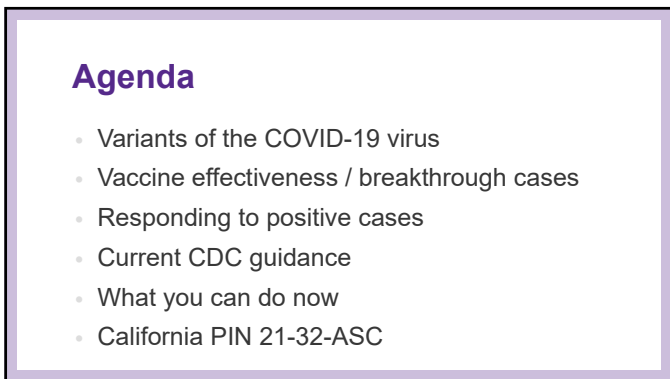 Agenda
Variants of the COVID-19 virus
Vaccine effectiveness / breakthrough cases
Responding to positive cases
Current CDC guidance
What you can do now
California PIN 21-32-ASC